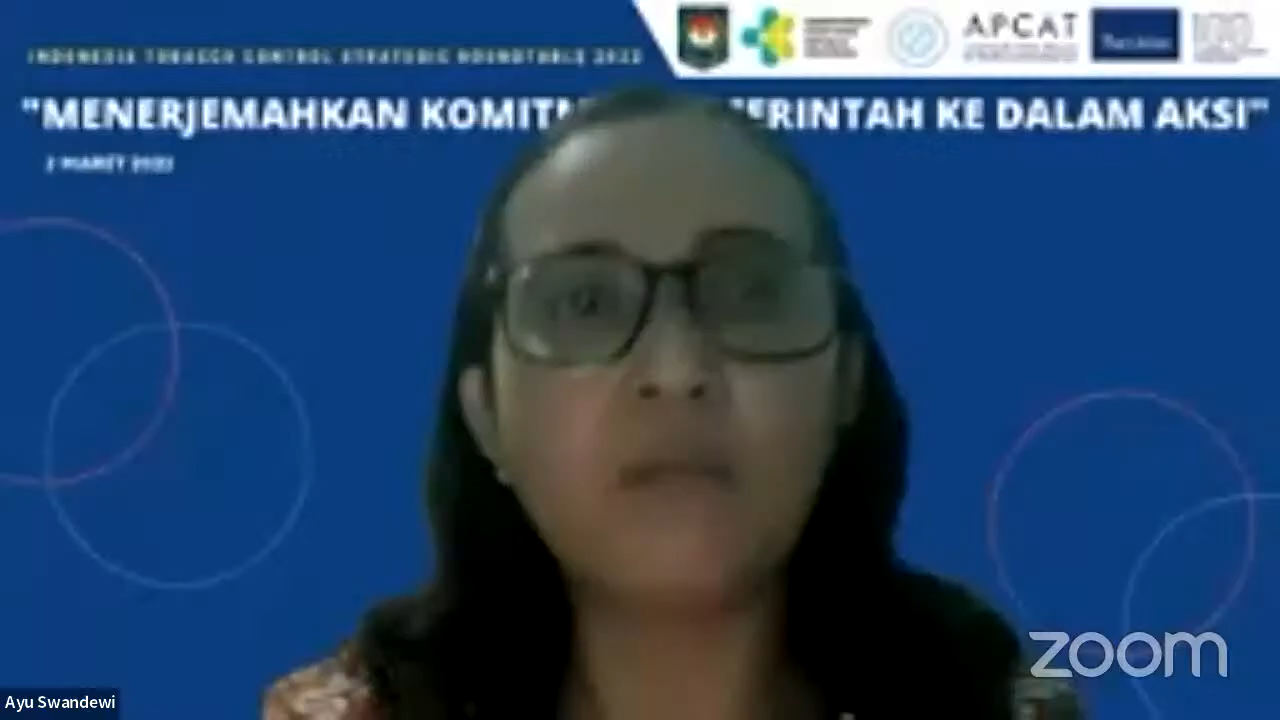 INDONESIA TOBACCO CONTROL STRATEGIC ROUNDTABLE 2022
APCAT
"MENERJEMAHKAN KOMIT ERINTAH KE DALAM AKSI"
2 MARET 2022
zoom
Ayu Swandewi